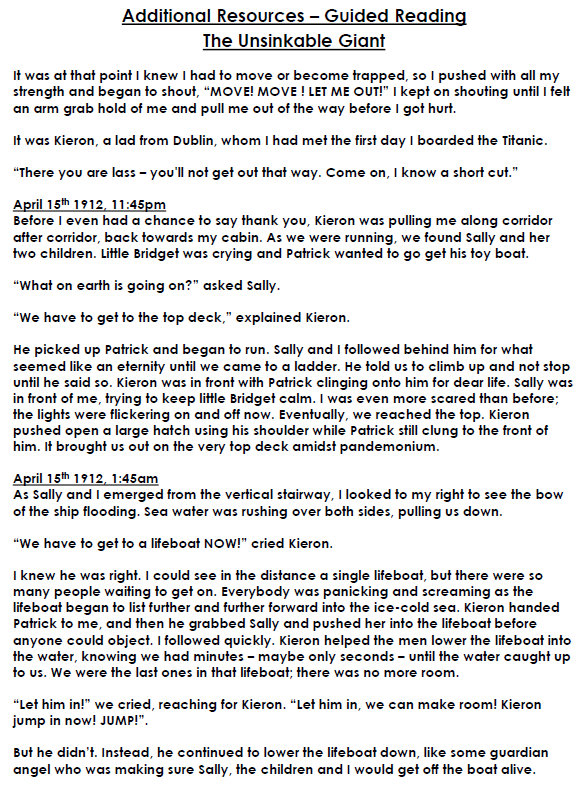 Additional Resources – Guided Reading
The Unsinkable Giant
It was at that point I knew I had to move or become trapped, so I pushed with all my
strength and began to shout, “MOVE! MOVE ! LET ME OUT!” I kept on shouting until I felt
an arm grab hold of me and pull me out of the way before I got hurt.
It was Kieron, a lad from Dublin, whom I had met the first day I boarded the Titanic.
“There you are lass – you’ll not get out that way. Come on, I know a short cut.”
April 15th 1912, 11:45pm
Before I even had a chance to say thank you, Kieron was pulling me along corridor
after corridor, back towards my cabin. As we were running, we found Sally and her
two children. Little Bridget was crying and Patrick wanted to go get his toy boat.
“What on earth is going on?” asked Sally.
“We have to get to the top deck,” explained Kieron.
He picked up Patrick and began to run. Sally and I followed behind him for what
seemed like an eternity until we came to a ladder. He told us to climb up and not stop
until he said so. Kieron was in front with Patrick clinging onto him for dear life. Sally was
in front of me, trying to keep little Bridget calm. I was even more scared than before;
the lights were flickering on and off now. Eventually, we reached the top. Kieron
pushed open a large hatch using his shoulder while Patrick still clung to the front of
him. It brought us out on the very top deck amidst pandemonium.
April 15th 1912, 1:45am
As Sally and I emerged from the vertical stairway, I looked to my right to see the bow
of the ship flooding. Sea water was rushing over both sides, pulling us down.
“We have to get to a lifeboat NOW!” cried Kieron.
I knew he was right. I could see in the distance a single lifeboat, but there were so
many people waiting to get on. Everybody was panicking and screaming as the
lifeboat began to list further and further forward into the ice-cold sea. Kieron handed
Patrick to me, and then he grabbed Sally and pushed her into the lifeboat before
anyone could object. I followed quickly. Kieron helped the men lower the lifeboat into
the water, knowing we had minutes – maybe only seconds – until the water caught up
to us. We were the last ones in that lifeboat; there was no more room.
“Let him in!” we cried, reaching for Kieron. “Let him in, we can make room! Kieron
jump in now! JUMP!”.
But he didn’t. Instead, he continued to lower the lifeboat down, like some guardian
angel who was making sure Sally, the children and I would get off the boat alive.